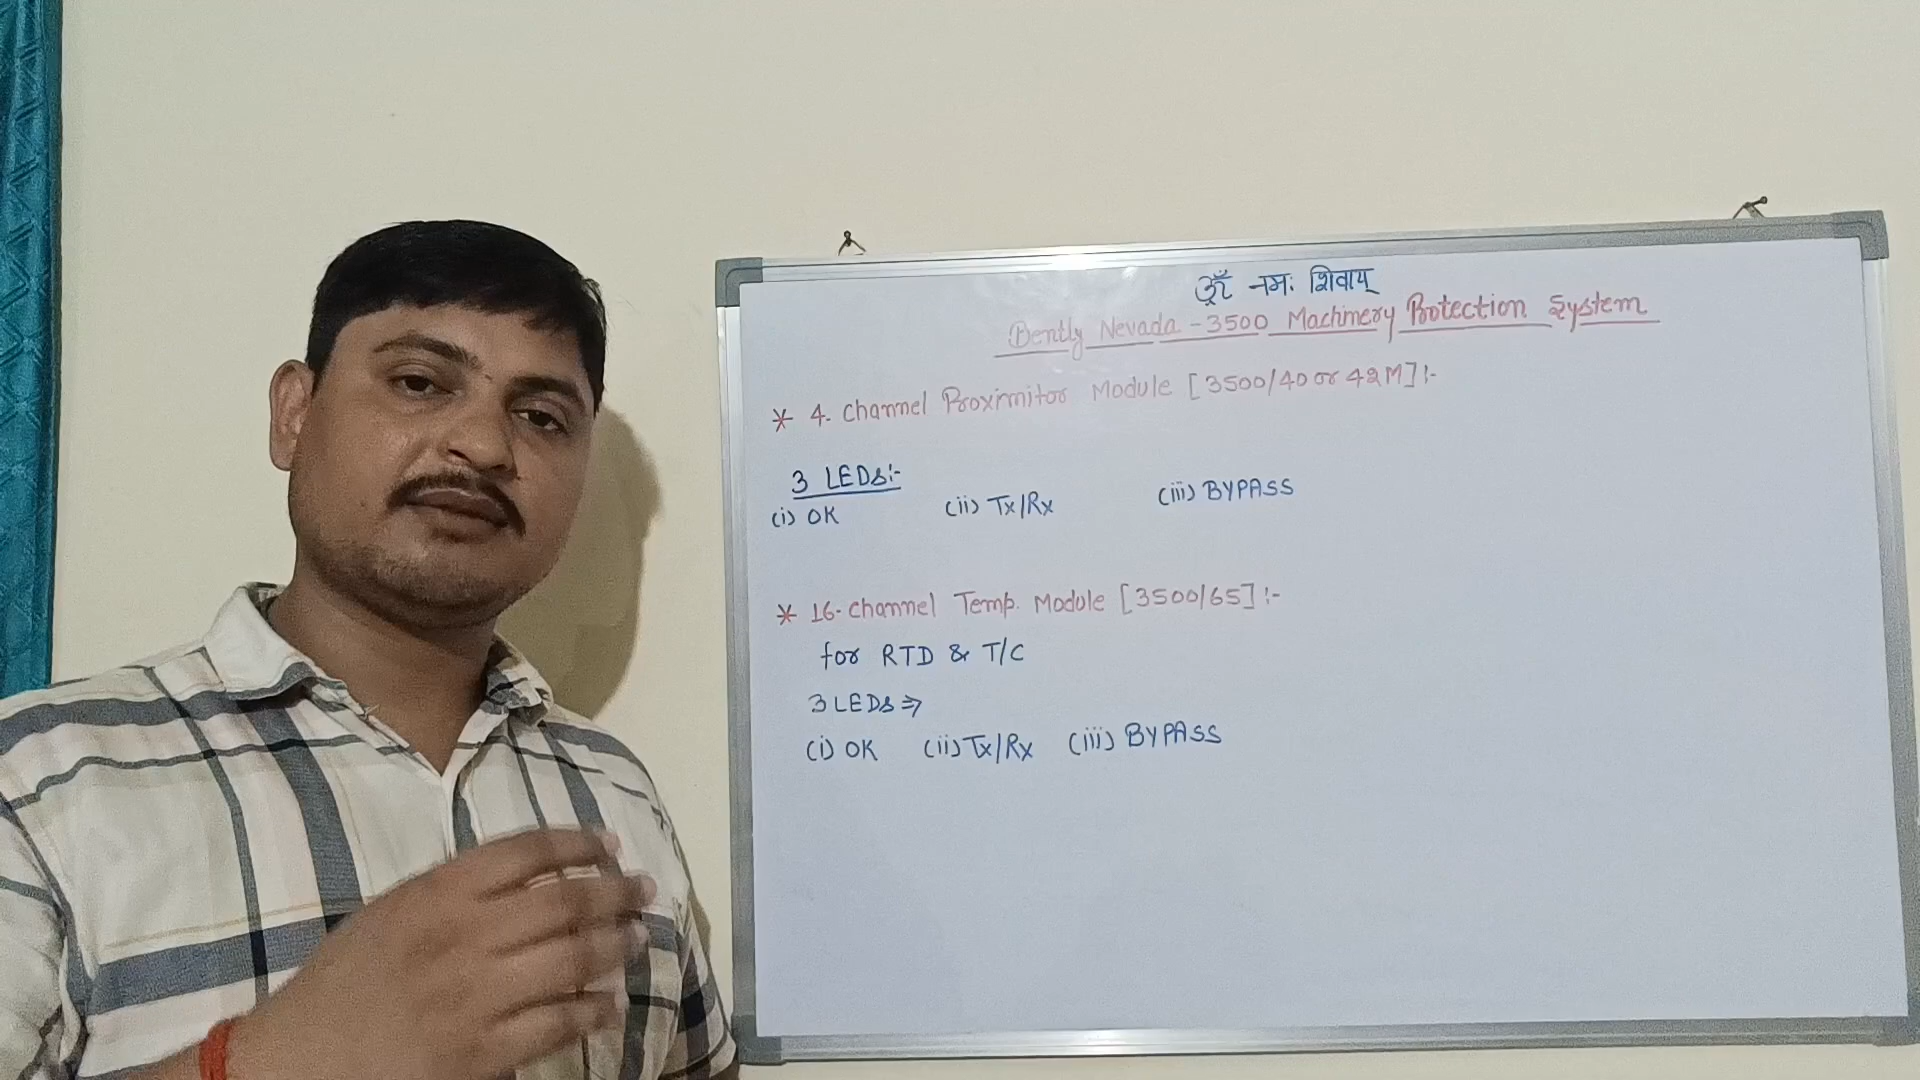 ॐ नमः शिवाय्
Bently Nevada - 3500 Machinery Protection System
* 4. Channel Proximitor Module [3500/40 or 42M] :-
3 LEDs:-
(i) OK (ii) Tx/Rx (iii) BYPASS
* 16-Channel Temp. Module [3500/65] :-
for RTD & T/C
3 LEDs ⇒
(i) OK (ii) Tx/Rx (iii) BYPASS